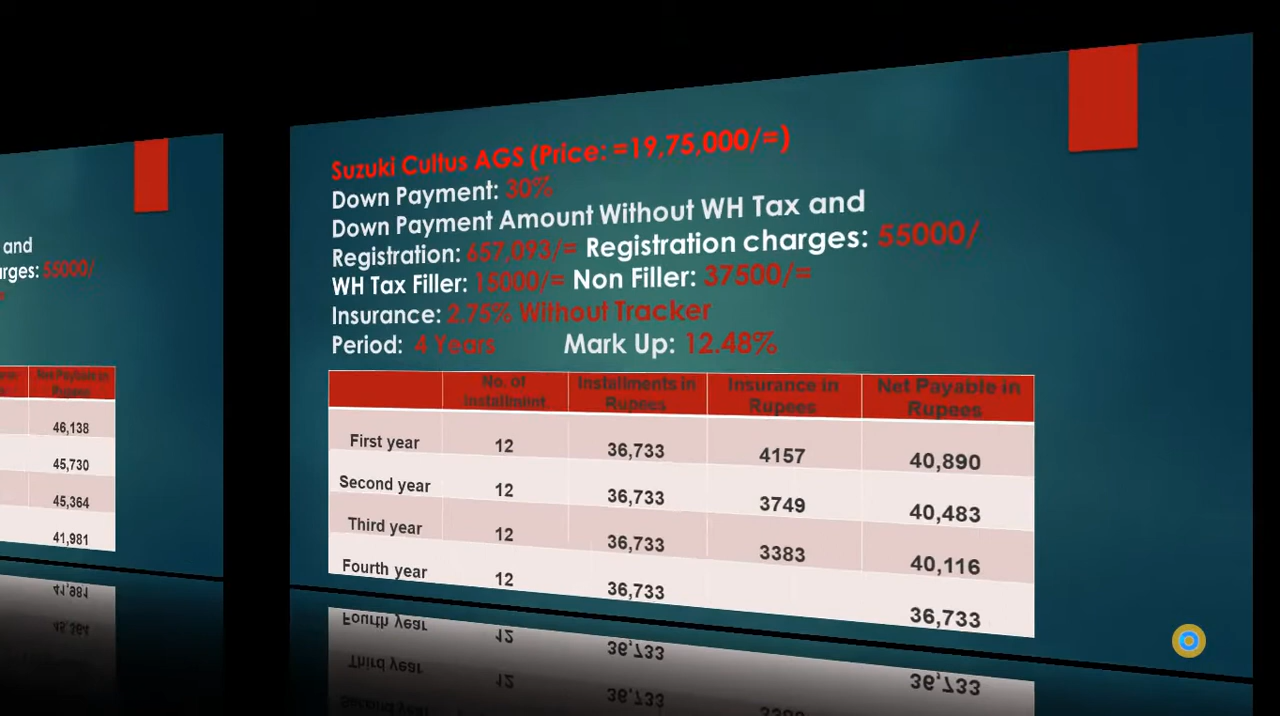 and
rges: 55000/
Net Payable in
Rupees
46,138
45,730
45,364
41,981
Suzuki Cultus AGS (Price: =19,75,000/=)
Down Payment: 30%
Down Payment Amount Without WH Tax and
Registration: 657,093/= Registration charges: 55000/
WH Tax Filler: 15000/= Non Filler: 37500/=
Insurance: 2.75% Without Tracker
Period: 4 Years Mark Up: 12.48%
No. of Installmint Installments in Rupees Insurance in Rupees Net Payable in Rupees
First year 12 36,733 4157 40,890
Second year 12 36,733 3749 40,483
Third year 12 36,733 3383 40,116
Fourth year 12 36,733 36,733